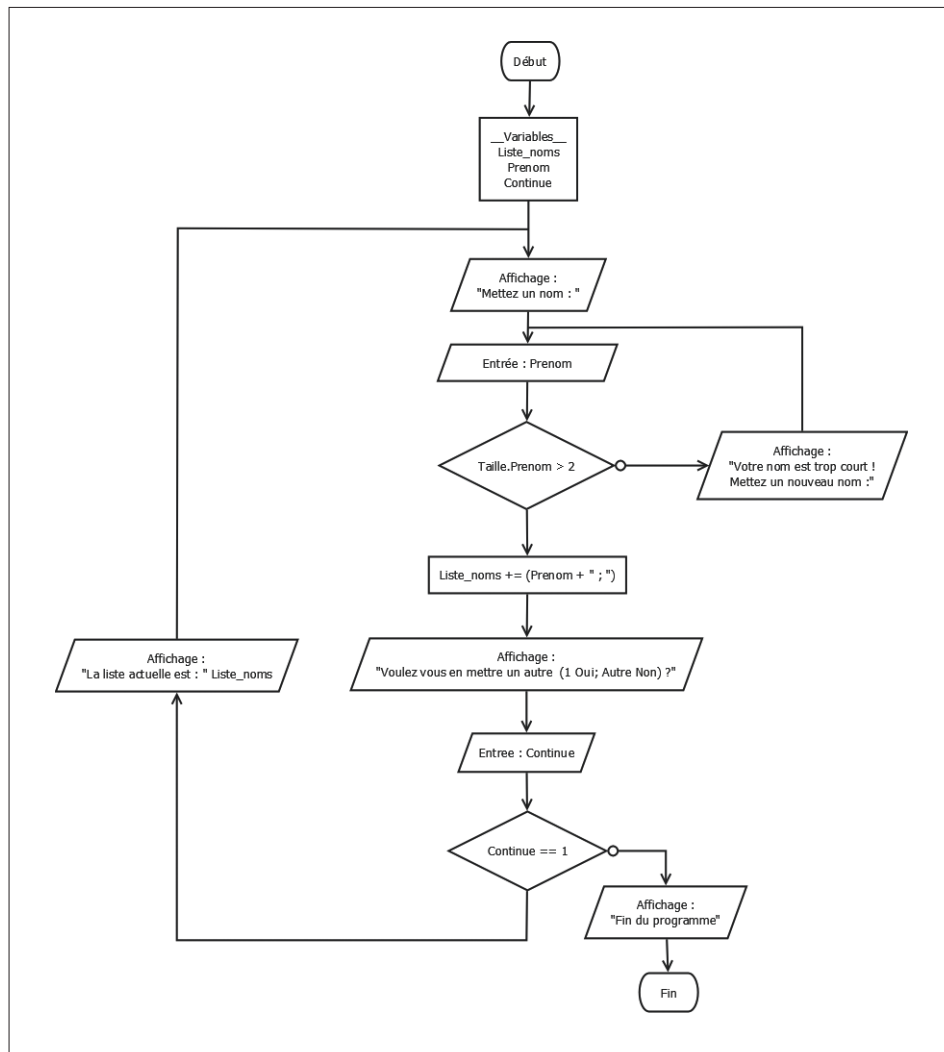 Début
__Variables__
Liste_noms
Prenom
Continue
Affichage :
"Mettez un nom : "
Entrée : Prenom
Taille.Prenom > 2
Affichage :
"Votre nom est trop court !
Mettez un nouveau nom :"
Liste_noms += (Prenom + " ; ")
Affichage :
"La liste actuelle est : " Liste_noms
Affichage :
"Voulez vous en mettre un autre (1 Oui; Autre Non) ?"
Entree : Continue
Continue == 1
Affichage :
"Fin du programme"
Fin